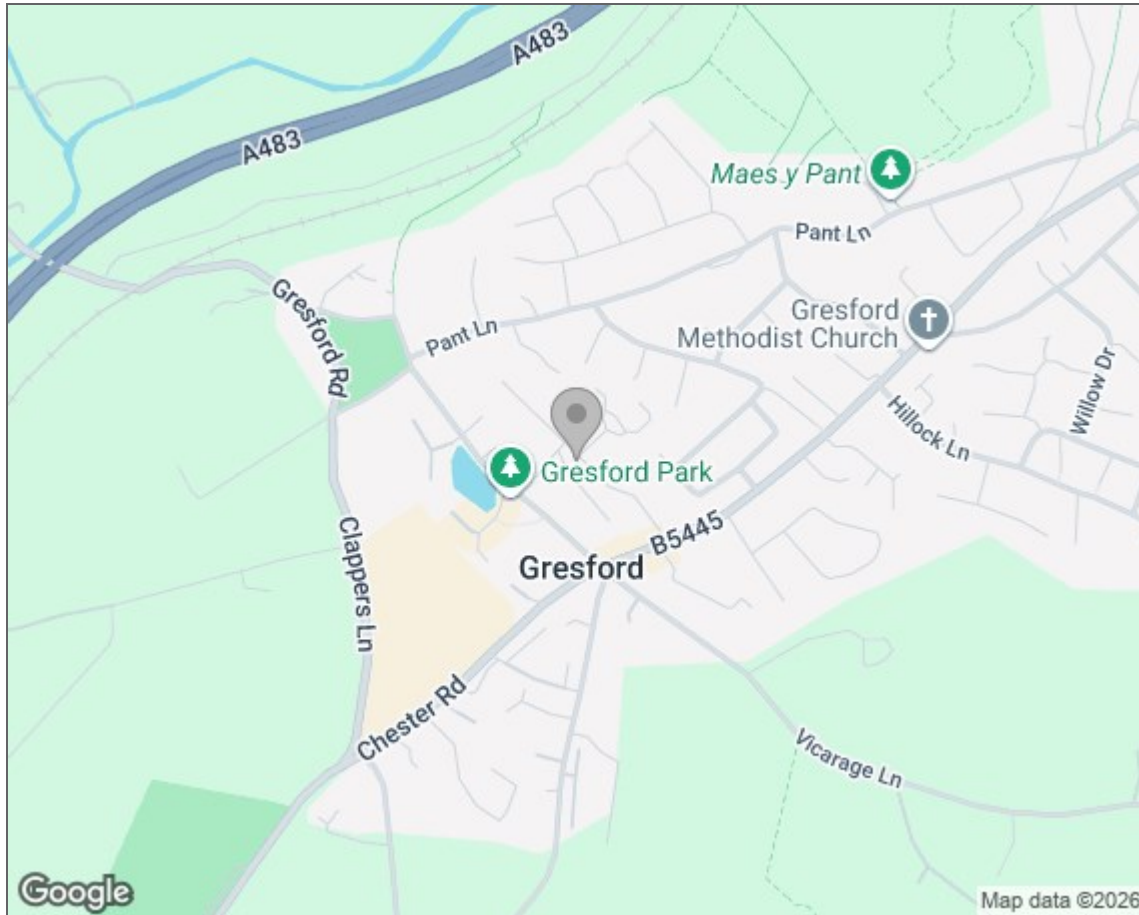 A483
A483
Maes y Pant
Pant Ln
Gresford
Methodist Church
Gresford Rd
Pant Ln
Willow Dr
Hillock Ln
Gresford Park
B5445
Gresford
Clappers Ln
Chester Rd
Vicarage Ln
Google
Map data ©2026